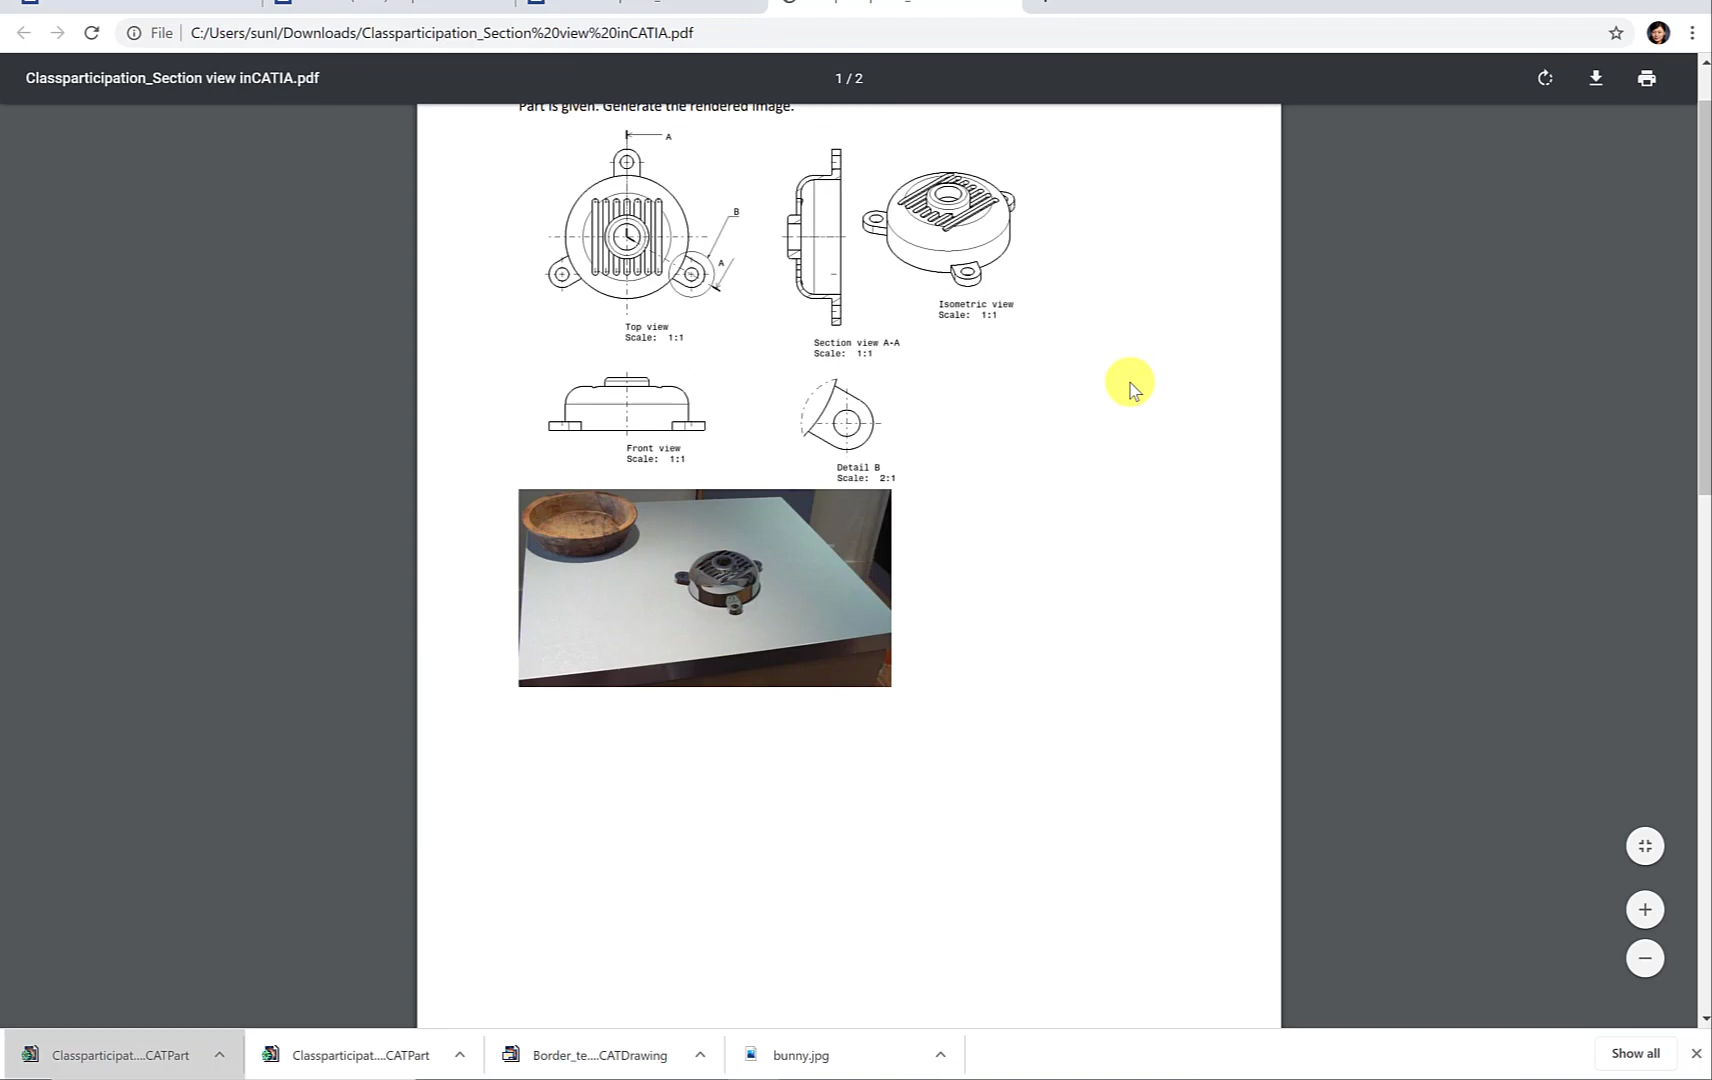 File
C:/Users/sunl/Downloads/Classparticipation_Section%20view%20inCATIA.pdf
Classparticipation_Section view inCATIA.pdf
1 / 2
Part is given. Generate the rendered image.
A
B
A
Top view
Scale: 1:1
Section view A-A
Scale: 1:1
Isometric view
Scale: 1:1
Front view
Scale: 1:1
Detail B
Scale: 2:1
Classparticipat....CATPart
Classparticipat....CATPart
Border_te....CATDrawing
bunny.jpg
Show all